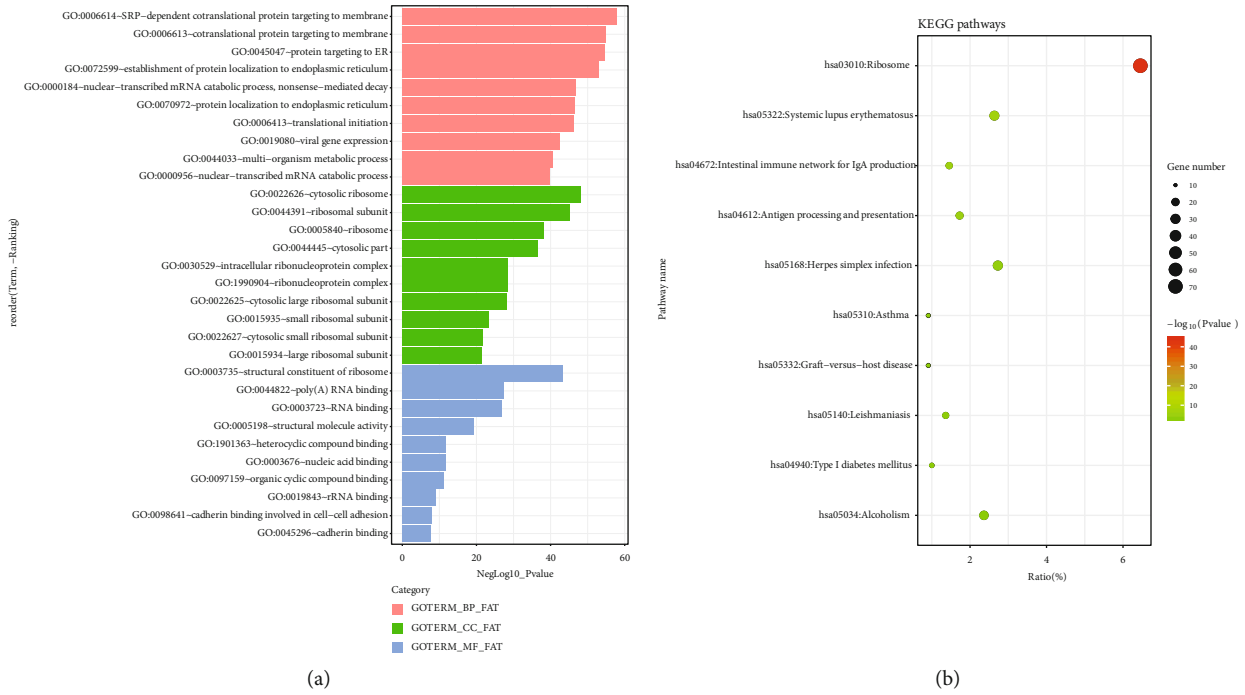 GO:0006614~SRP-dependent cotranslational protein targeting to membrane
GO:0006613~cotranslational protein targeting to membrane
GO:0045047~protein targeting to ER
GO:0072599~establishment of protein localization to endoplasmic reticulum
GO:0000184~nuclear-transcribed mRNA catabolic process, nonsense-mediated decay
GO:0070972~protein localization to endoplasmic reticulum
GO:0006413~translational initiation
GO:0019080~viral gene expression
GO:0044033~multi-organism metabolic process
GO:0000956~nuclear-transcribed mRNA catabolic process
GO:0022626~cytosolic ribosome
GO:0044391~ribosomal subunit
GO:0005840~ribosome
GO:0044445~cytosolic part
GO:0030529~intracellular ribonucleoprotein complex
GO:1990904~ribonucleoprotein complex
GO:0022625~cytosolic large ribosomal subunit
GO:0015935~small ribosomal subunit
GO:0022627~cytosolic small ribosomal subunit
GO:0015934~large ribosomal subunit
GO:0003735~structural constituent of ribosome
GO:0044822~poly(A) RNA binding
GO:0003723~RNA binding
GO:0005198~structural molecule activity
GO:1901363~heterocyclic compound binding
GO:0003676~nucleic acid binding
GO:0097159~organic cyclic compound binding
GO:0019843~rRNA binding
GO:0098641~cadherin binding involved in cell-cell adhesion
GO:0045296~cadherin binding
reorder(Term, -Ranking)
0 20 40 60
NegLog10_Pvalue
Category
GOTERM_BP_FAT
GOTERM_CC_FAT
GOTERM_MF_FAT
(a)
KEGG pathways
hsa03010:Ribosome
hsa05322:Systemic lupus erythematosus
hsa04672:Intestinal immune network for IgA production
hsa04612:Antigen processing and presentation
hsa05168:Herpes simplex infection
hsa05310:Asthma
hsa05332:Graft-versus-host disease
hsa05140:Leishmaniasis
hsa04940:Type I diabetes mellitus
hsa05034:Alcoholism
Pathway name
2 4 6
Ratio(%)
Gene number
10
20
30
40
50
60
70
-log10(Pvalue)
40
30
20
10
(b)